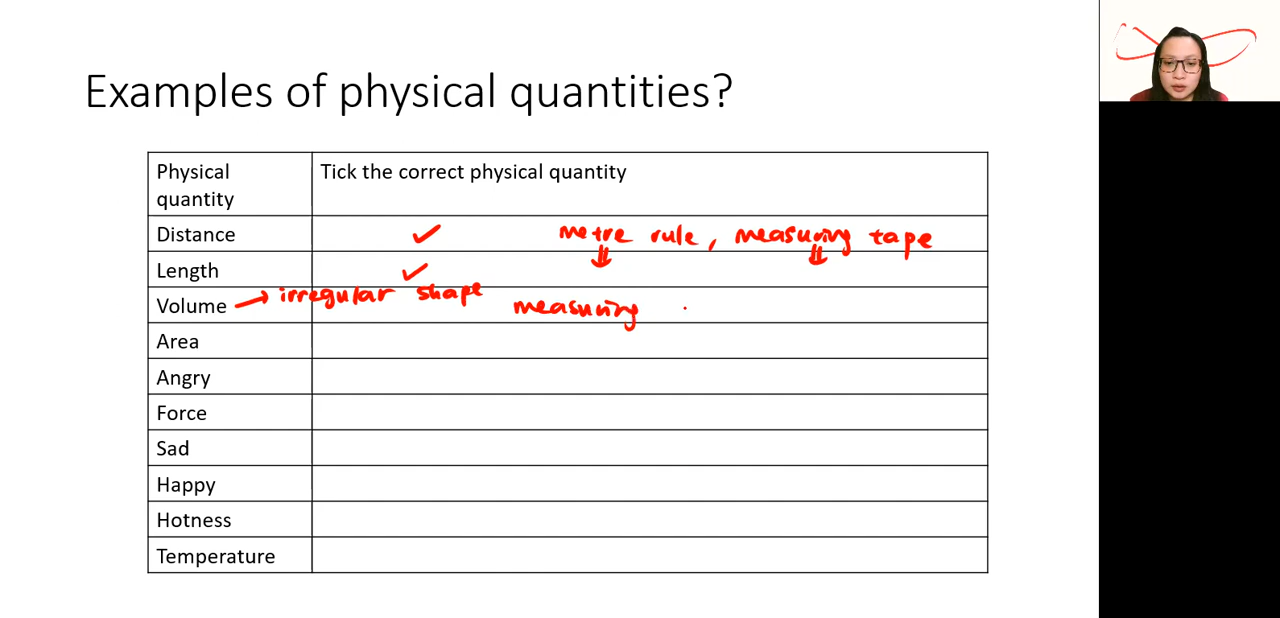 Examples of physical quantities?
Physical quantity
Tick the correct physical quantity
Distance ✓ metre rule, measuring tape
Length ✓
Volume → irregular shape measuring
Area
Angry
Force
Sad
Happy
Hotness
Temperature